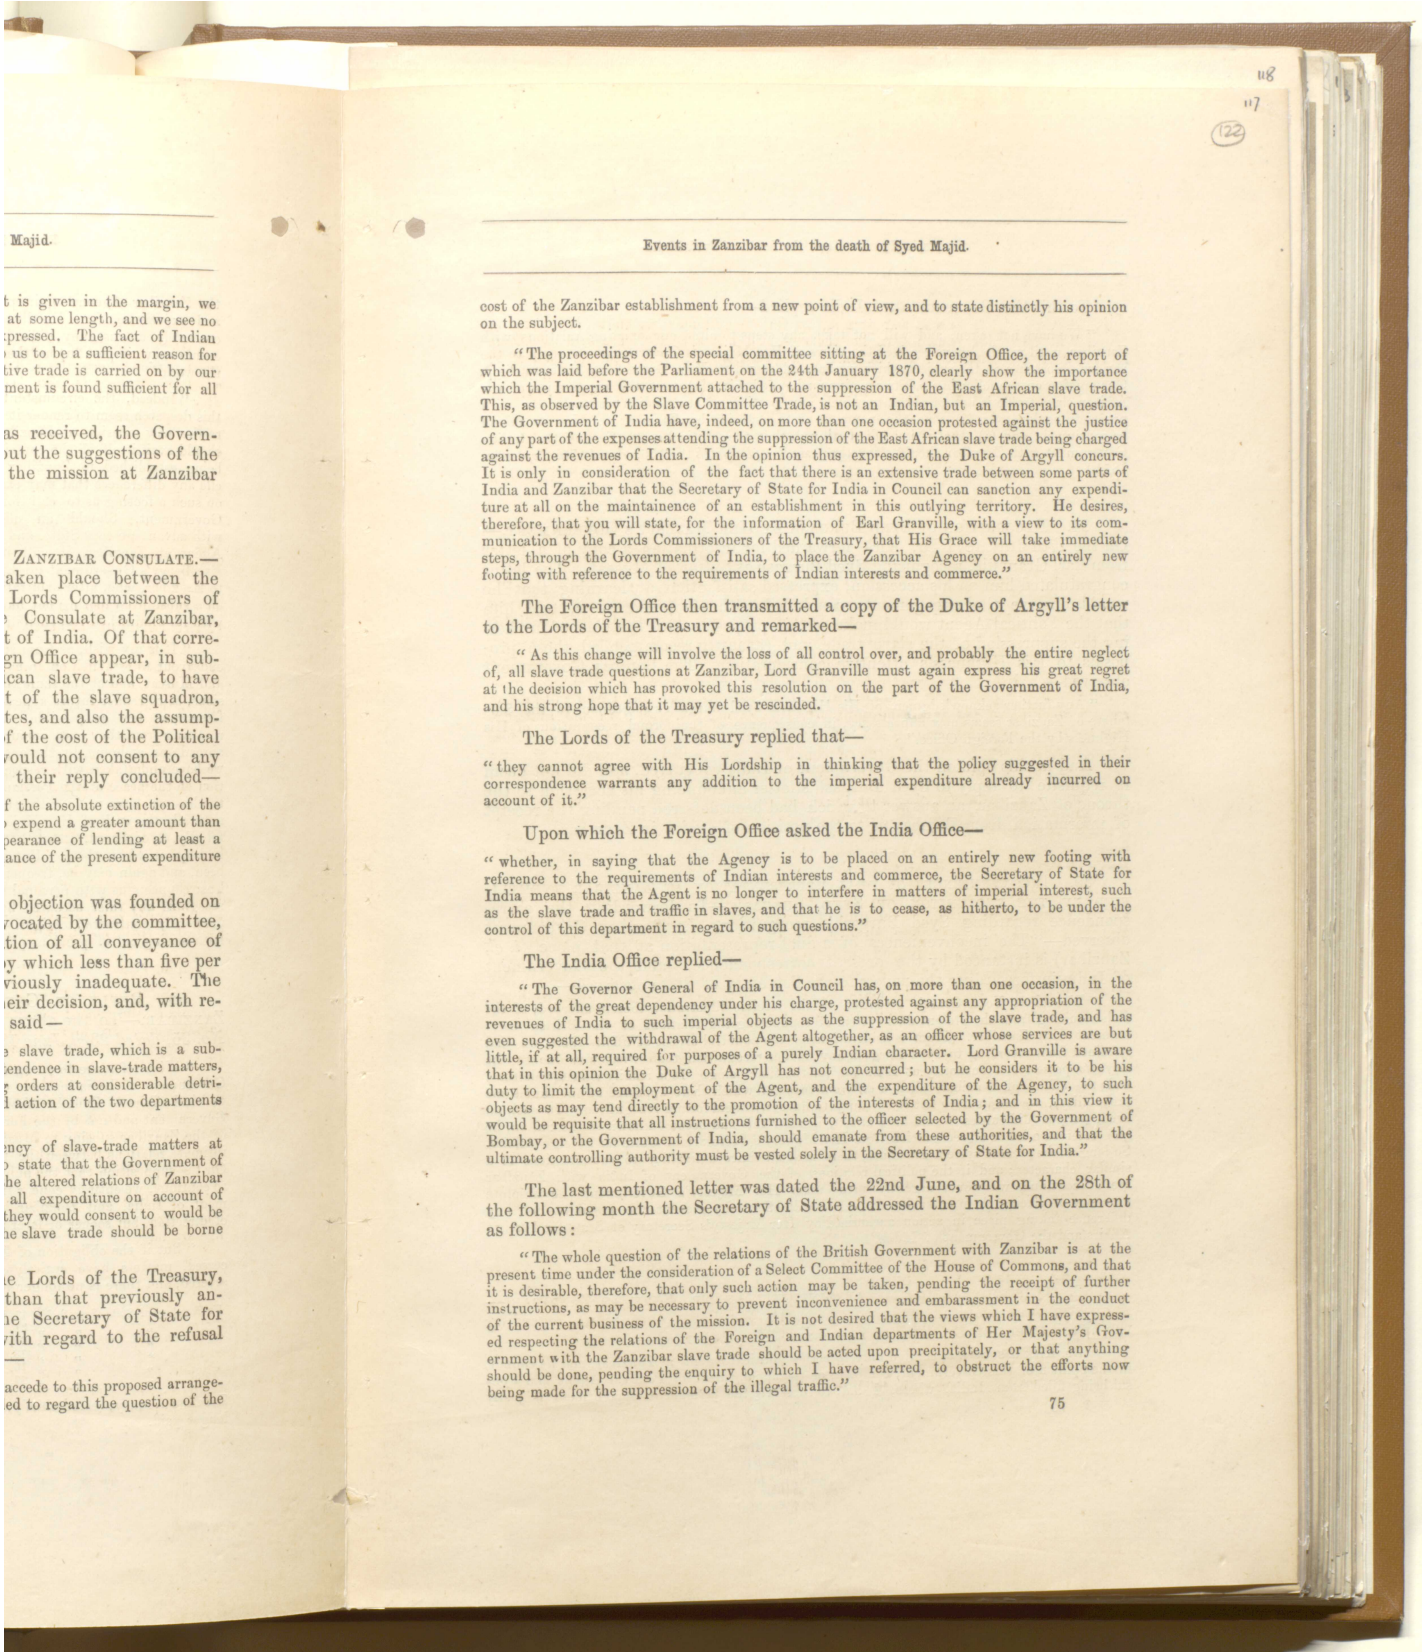 Majid.
t is given in the margin, we
at some length, and we see no
pressed. The fact of Indian
us to be a sufficient reason for
tive trade is carried on by our
ment is found sufficient for all
as received, the Govern-
out the suggestions of the
the mission at Zanzibar
ZANZIBAR CONSULATE.—
aken place between the
Lords Commissioners of
Consulate at Zanzibar,
t of India. Of that corre-
gn Office appear, in sub-
ican slave trade, to have
t of the slave squadron,
tes, and also the assump-
f the cost of the Political
would not consent to any
their reply concluded—
f the absolute extinction of the
expend a greater amount than
pearance of lending at least a
ance of the present expenditure
objection was founded on
vocated by the committee,
tion of all conveyance of
y which less than five per
viously inadequate. The
eir decision, and, with re-
said—
slave trade, which is a sub-
endence in slave-trade matters,
orders at considerable detri-
l action of the two departments
ency of slave-trade matters at
state that the Government of
he altered relations of Zanzibar
all expenditure on account of
they would consent to would be
he slave trade should be borne
e Lords of the Treasury,
than that previously an-
he Secretary of State for
with regard to the refusal
—
accede to this proposed arrange-
ed to regard the question of the
118
117
122
Events in Zanzibar from the death of Syed Majid.
cost of the Zanzibar establishment from a new point of view, and to state distinctly his opinion
on the subject.
"The proceedings of the special committee sitting at the Foreign Office, the report of
which was laid before the Parliament on the 24th January 1870, clearly show the importance
which the Imperial Government attached to the suppression of the East African slave trade.
This, as observed by the Slave Committee Trade, is not an Indian, but an Imperial, question.
The Government of India have, indeed, on more than one occasion protested against the justice
of any part of the expenses attending the suppression of the East African slave trade being charged
against the revenues of India. In the opinion thus expressed, the Duke of Argyll concurs.
It is only in consideration of the fact that there is an extensive trade between some parts of
India and Zanzibar that the Secretary of State for India in Council can sanction any expendi-
ture at all on the maintainence of an establishment in this outlying territory. He desires,
therefore, that you will state, for the information of Earl Granville, with a view to its com-
munication to the Lords Commissioners of the Treasury, that His Grace will take immediate
steps, through the Government of India, to place the Zanzibar Agency on an entirely new
footing with reference to the requirements of Indian interests and commerce."
The Foreign Office then transmitted a copy of the Duke of Argyll's letter
to the Lords of the Treasury and remarked—
"As this change will involve the loss of all control over, and probably the entire neglect
of, all slave trade questions at Zanzibar, Lord Granville must again express his great regret
at the decision which has provoked this resolution on the part of the Government of India,
and his strong hope that it may yet be rescinded.
The Lords of the Treasury replied that—
"they cannot agree with His Lordship in thinking that the policy suggested in their
correspondence warrants any addition to the imperial expenditure already incurred on
account of it."
Upon which the Foreign Office asked the India Office—
"whether, in saying that the Agency is to be placed on an entirely new footing with
reference to the requirements of Indian interests and commerce, the Secretary of State for
India means that the Agent is no longer to interfere in matters of imperial interest, such
as the slave trade and traffic in slaves, and that he is to cease, as hitherto, to be under the
control of this department in regard to such questions."
The India Office replied—
"The Governor General of India in Council has, on more than one occasion, in the
interests of the great dependency under his charge, protested against any appropriation of the
revenues of India to such imperial objects as the suppression of the slave trade, and has
even suggested the withdrawal of the Agent altogether, as an officer whose services are but
little, if at all, required for purposes of a purely Indian character. Lord Granville is aware
that in this opinion the Duke of Argyll has not concurred; but he considers it to be his
duty to limit the employment of the Agent, and the expenditure of the Agency, to such
objects as may tend directly to the promotion of the interests of India; and in this view it
would be requisite that all instructions furnished to the officer selected by the Government of
Bombay, or the Government of India, should emanate from these authorities, and that the
ultimate controlling authority must be vested solely in the Secretary of State for India."
The last mentioned letter was dated the 22nd June, and on the 28th of
the following month the Secretary of State addressed the Indian Government
as follows:
"The whole question of the relations of the British Government with Zanzibar is at the
present time under the consideration of a Select Committee of the House of Commons, and that
it is desirable, therefore, that only such action may be taken, pending the receipt of further
instructions, as may be necessary to prevent inconvenience and embarassment in the conduct
of the current business of the mission. It is not desired that the views which I have express-
ed respecting the relations of the Foreign and Indian departments of Her Majesty's Gov-
ernment with the Zanzibar slave trade should be acted upon precipitately, or that anything
should be done, pending the enquiry to which I have referred, to obstruct the efforts now
being made for the suppression of the illegal traffic."
75